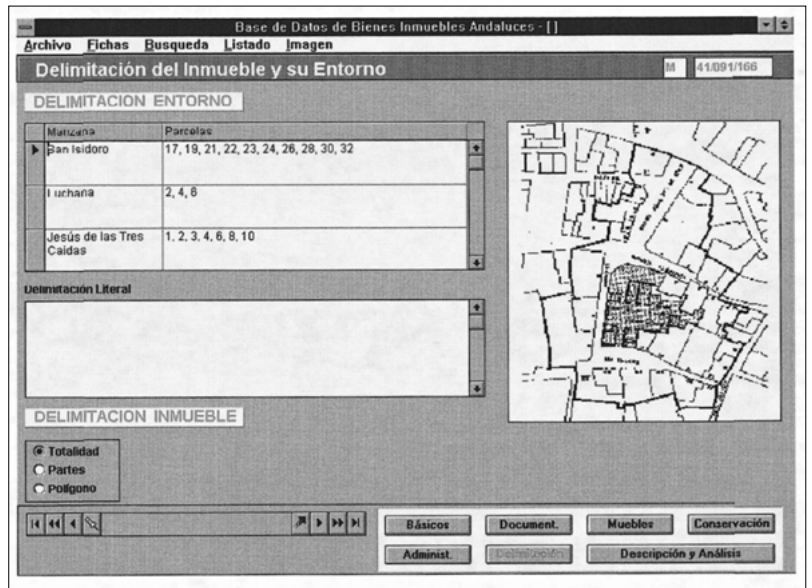 Base de Datos de Bienes Inmuebles Andaluces - [ ]
Archivo Fichas Busqueda Listado Imagen
Delimitación del Inmueble y su Entorno
M 41/091/166
DELIMITACION ENTORNO
Manzana Parcelas
San Isidoro 17, 19, 21, 22, 23, 24, 26, 28, 30, 32
Luchana 2, 4, 6
Jesús de las Tres 1, 2, 3, 4, 6, 8, 10
Caidas
Delimitación Literal
DELIMITACION INMUEBLE
Totalidad
Partes
Polígono
Básicos Document. Muebles Conservación
Administ. Delimitación Descripción y Análisis